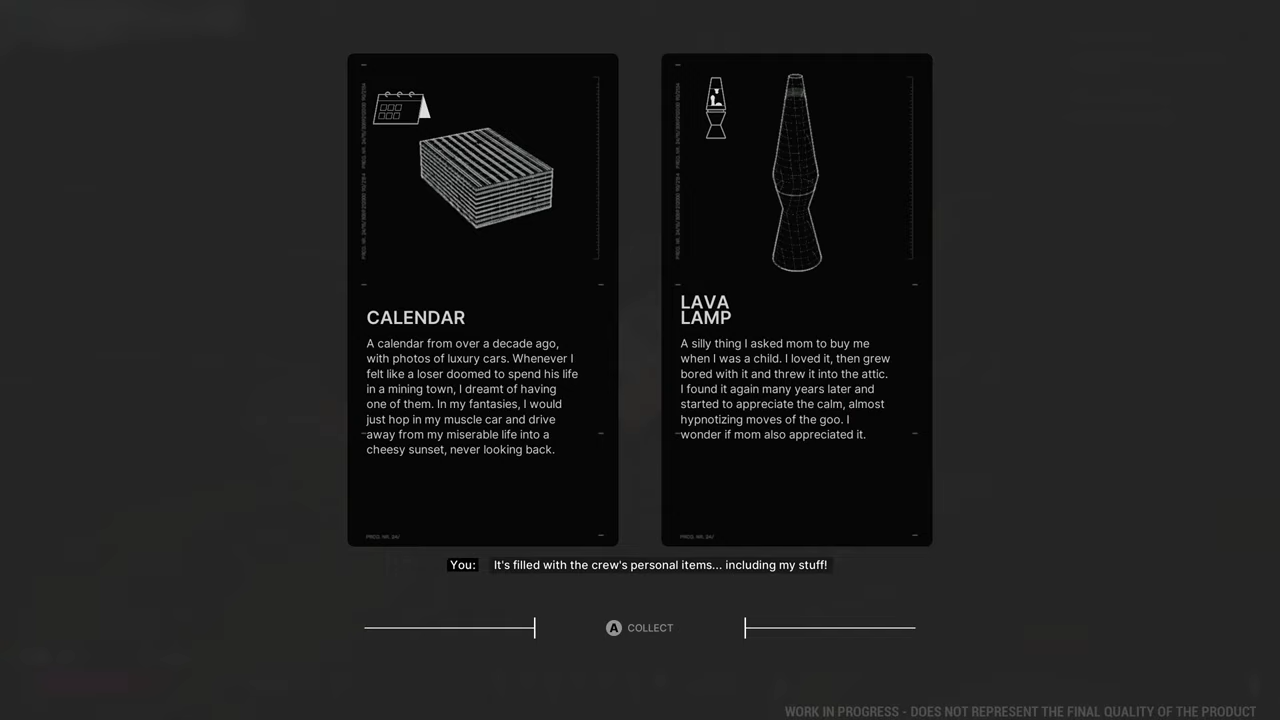 CALENDAR
A calendar from over a decade ago,
with photos of luxury cars. Whenever I
felt like a loser doomed to spend his life
in a mining town, I dreamt of having
one of them. In my fantasies, I would
just hop in my muscle car and drive
away from my miserable life into a
cheesy sunset, never looking back.
PROD. NR. 24/
LAVA
LAMP
A silly thing I asked mom to buy me
when I was a child. I loved it, then grew
bored with it and threw it into the attic.
I found it again many years later and
started to appreciate the calm, almost
hypnotizing moves of the goo. I
wonder if mom also appreciated it.
PROD. NR. 24/
You: It's filled with the crew's personal items... including my stuff!
A COLLECT
WORK IN PROGRESS - DOES NOT REPRESENT THE FINAL QUALITY OF THE PRODUCT